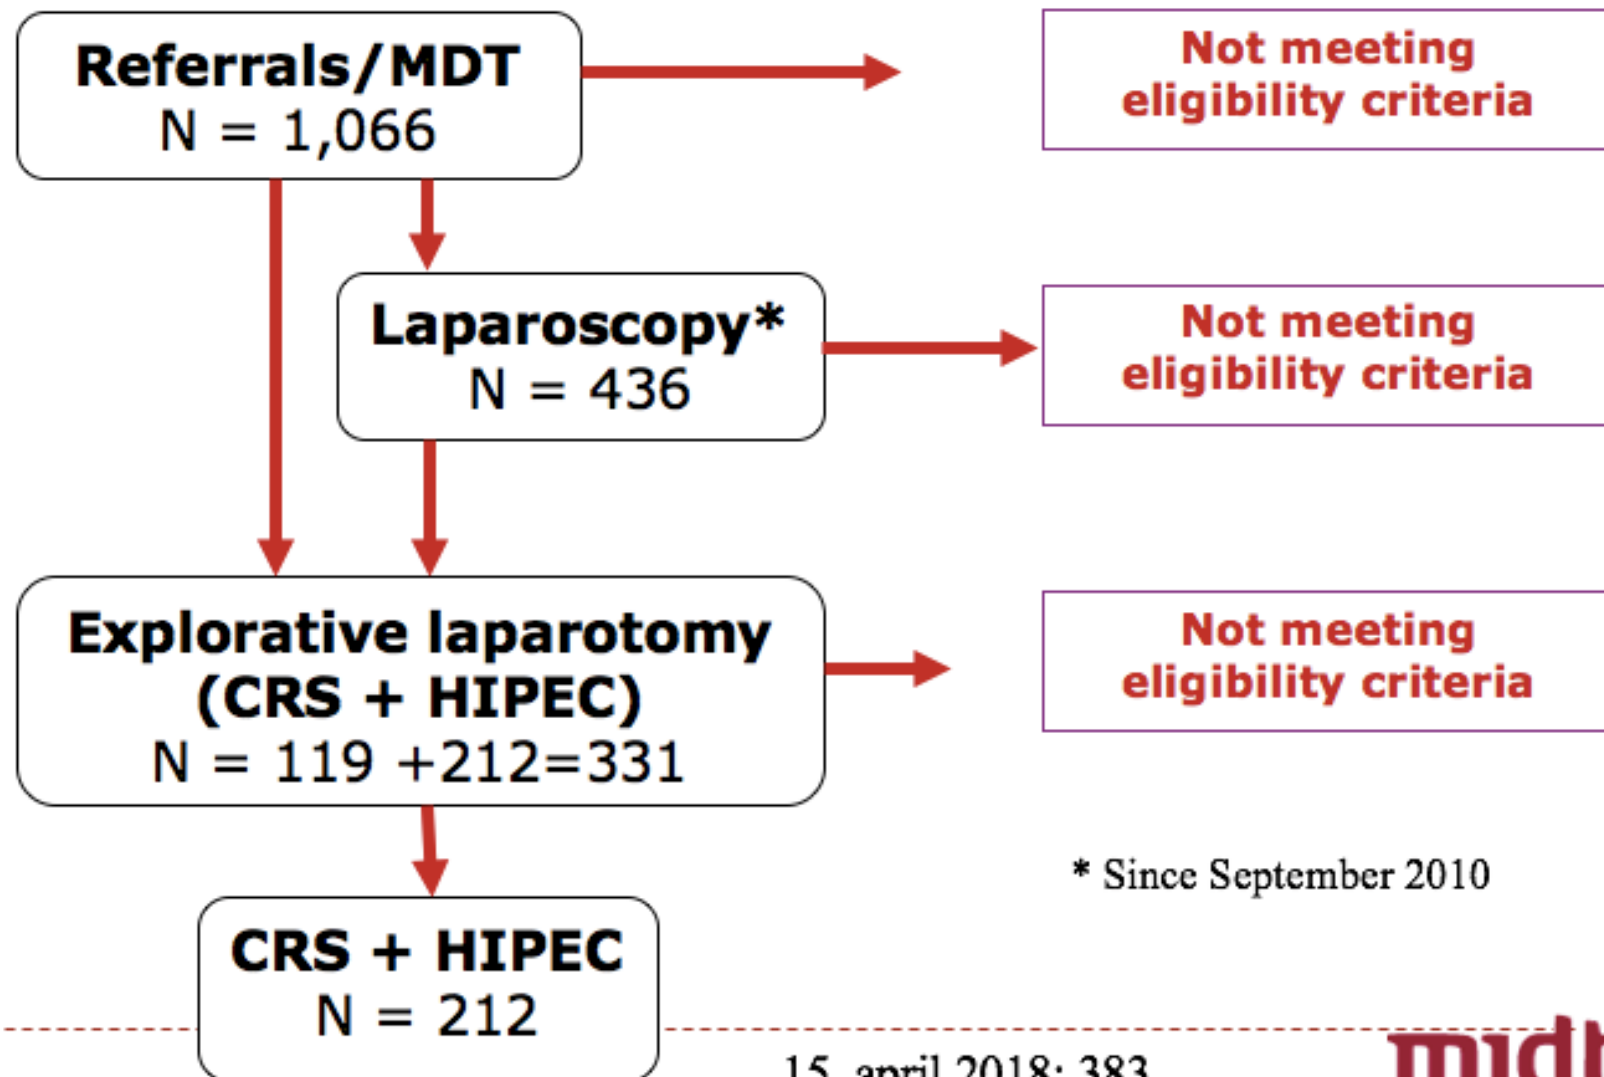 Referrals/MDT
N = 1,066
Not meeting
eligibility criteria
Laparoscopy*
N = 436
Not meeting
eligibility criteria
Explorative laparotomy
(CRS + HIPEC)
N = 119 +212=331
Not meeting
eligibility criteria
* Since September 2010
CRS + HIPEC
N = 212
15. april 2018: 383